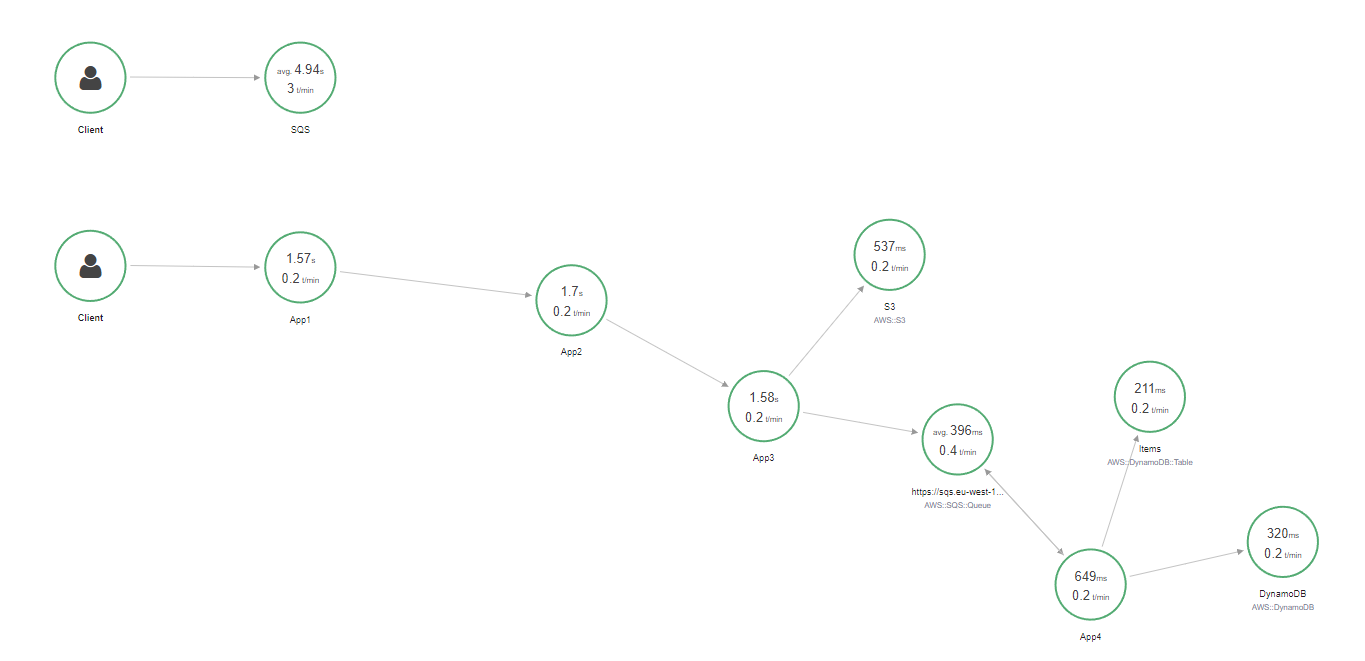 avg. 4.94s
3 t/min
Client
SQS
1.57s
0.2 t/min
Client
App1
1.7s
0.2 t/min
App2
537ms
0.2 t/min
S3
AWS::S3
1.58s
0.2 t/min
App3
avg. 396ms
0.4 t/min
https://sqs.eu-west-1...
AWS::SQS::Queue
211ms
0.2 t/min
Items
AWS::DynamoDB::Table
649ms
0.2 t/min
App4
320ms
0.2 t/min
DynamoDB
AWS::DynamoDB